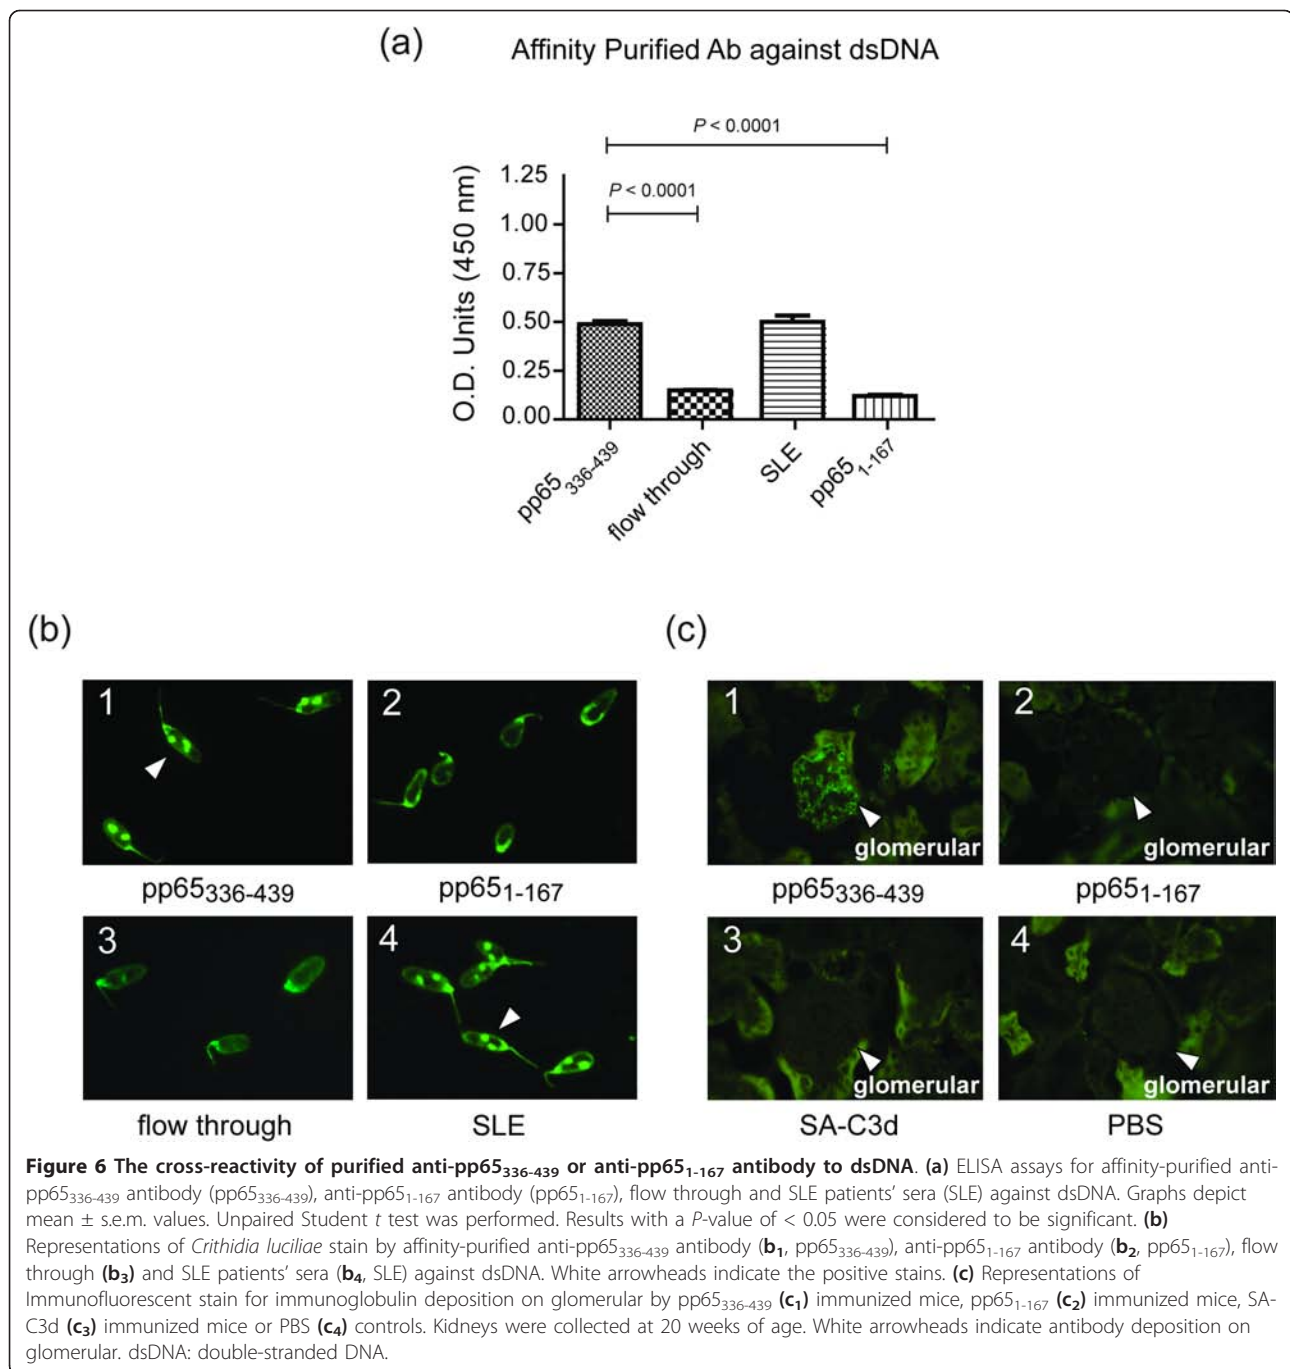 (a) Affinity Purified Ab against dsDNA
P < 0.0001
P < 0.0001
1.25
1.00
0.75
0.50
0.25
0.00
O.D. Units (450 nm)
pp65336-439
flow through
SLE
pp651-167
(b)
(c)
1
2
pp65336-439
pp651-167
3
4
flow through
SLE
1
glomerular
2
glomerular
pp65336-439
pp651-167
3
glomerular
4
glomerular
SA-C3d
PBS
Figure 6 The cross-reactivity of purified anti-pp65336-439 or anti-pp651-167 antibody to dsDNA. (a) ELISA assays for affinity-purified anti-
pp65336-439 antibody (pp65336-439), anti-pp651-167 antibody (pp651-167), flow through and SLE patients' sera (SLE) against dsDNA. Graphs depict
mean ± s.e.m. values. Unpaired Student t test was performed. Results with a P-value of < 0.05 were considered to be significant. (b)
Representations of Crithidia luciliae stain by affinity-purified anti-pp65336-439 antibody (b1, pp65336-439), anti-pp651-167 antibody (b2, pp651-167), flow
through (b3) and SLE patients' sera (b4, SLE) against dsDNA. White arrowheads indicate the positive stains. (c) Representations of
Immunofluorescent stain for immunoglobulin deposition on glomerular by pp65336-439 (c1) immunized mice, pp651-167 (c2) immunized mice, SA-
C3d (c3) immunized mice or PBS (c4) controls. Kidneys were collected at 20 weeks of age. White arrowheads indicate antibody deposition on
glomerular. dsDNA: double-stranded DNA.